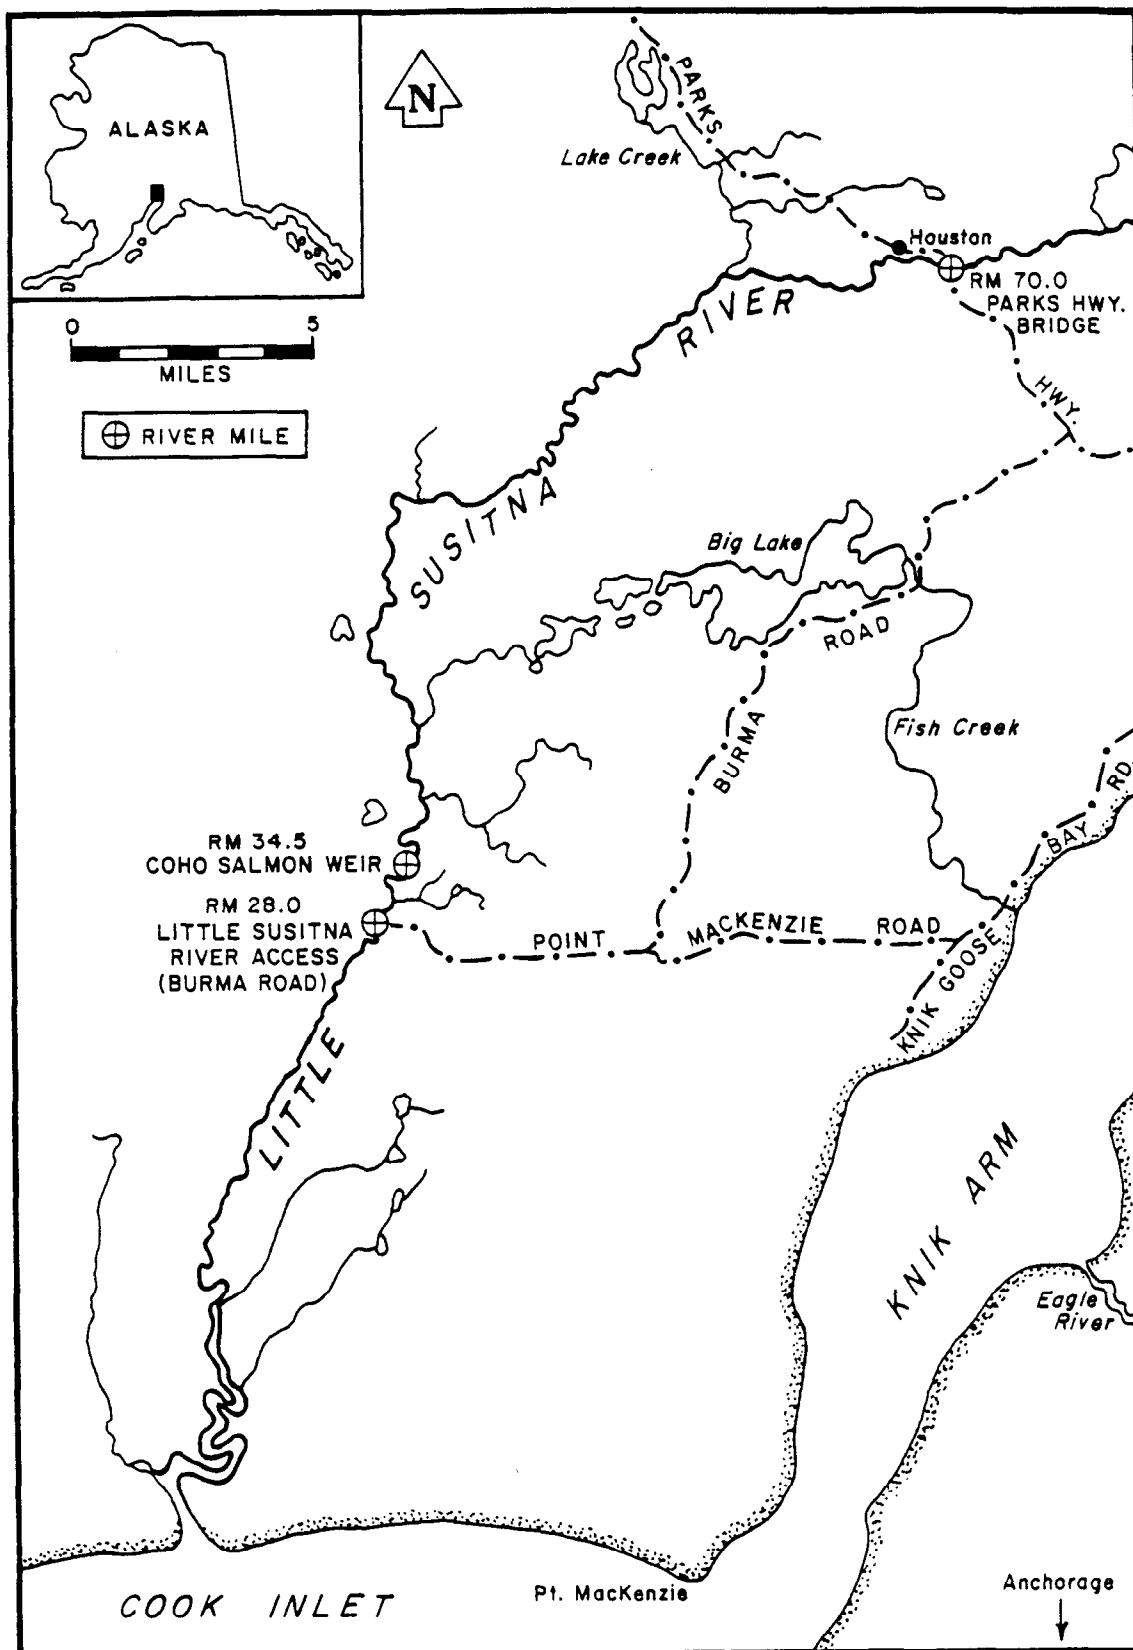 ALASKA
N
0 5
MILES
RIVER MILE
PARKS
Lake Creek
Houston
RM 70.0
PARKS HWY.
BRIDGE
RIVER
HWY.
SUSITNA
Big Lake
ROAD
BURMA
Fish Creek
RD.
BAY
RM 34.5
COHO SALMON WEIR
RM 28.0
LITTLE SUSITNA
RIVER ACCESS
(BURMA ROAD)
POINT MACKENZIE ROAD
KNIK GOOSE
LITTLE
KNIK ARM
Eagle
River
Pt. MacKenzie
Anchorage
COOK INLET